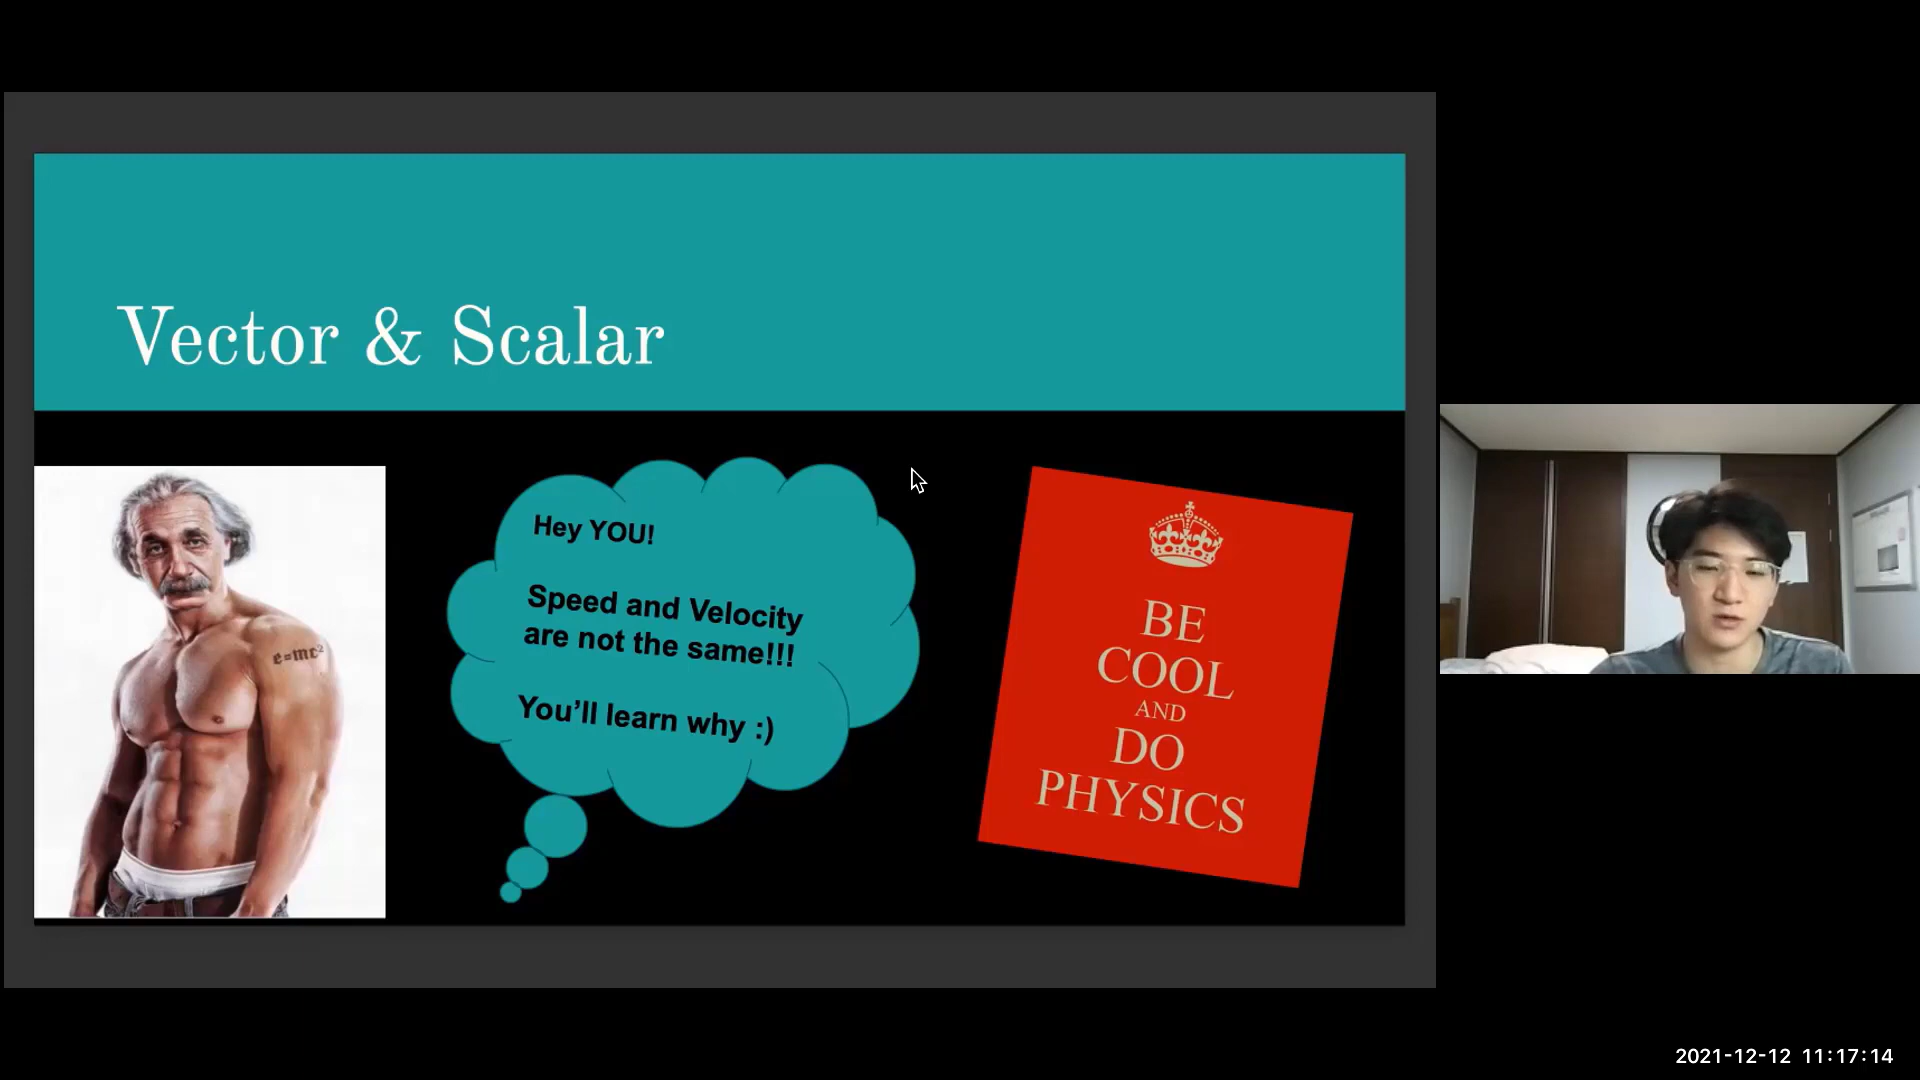 Vector & Scalar
e=mc²
Hey YOU!
Speed and Velocity
are not the same!!!
You’ll learn why :)
BE
COOL
AND
DO
PHYSICS
2021-12-12 11:17:14